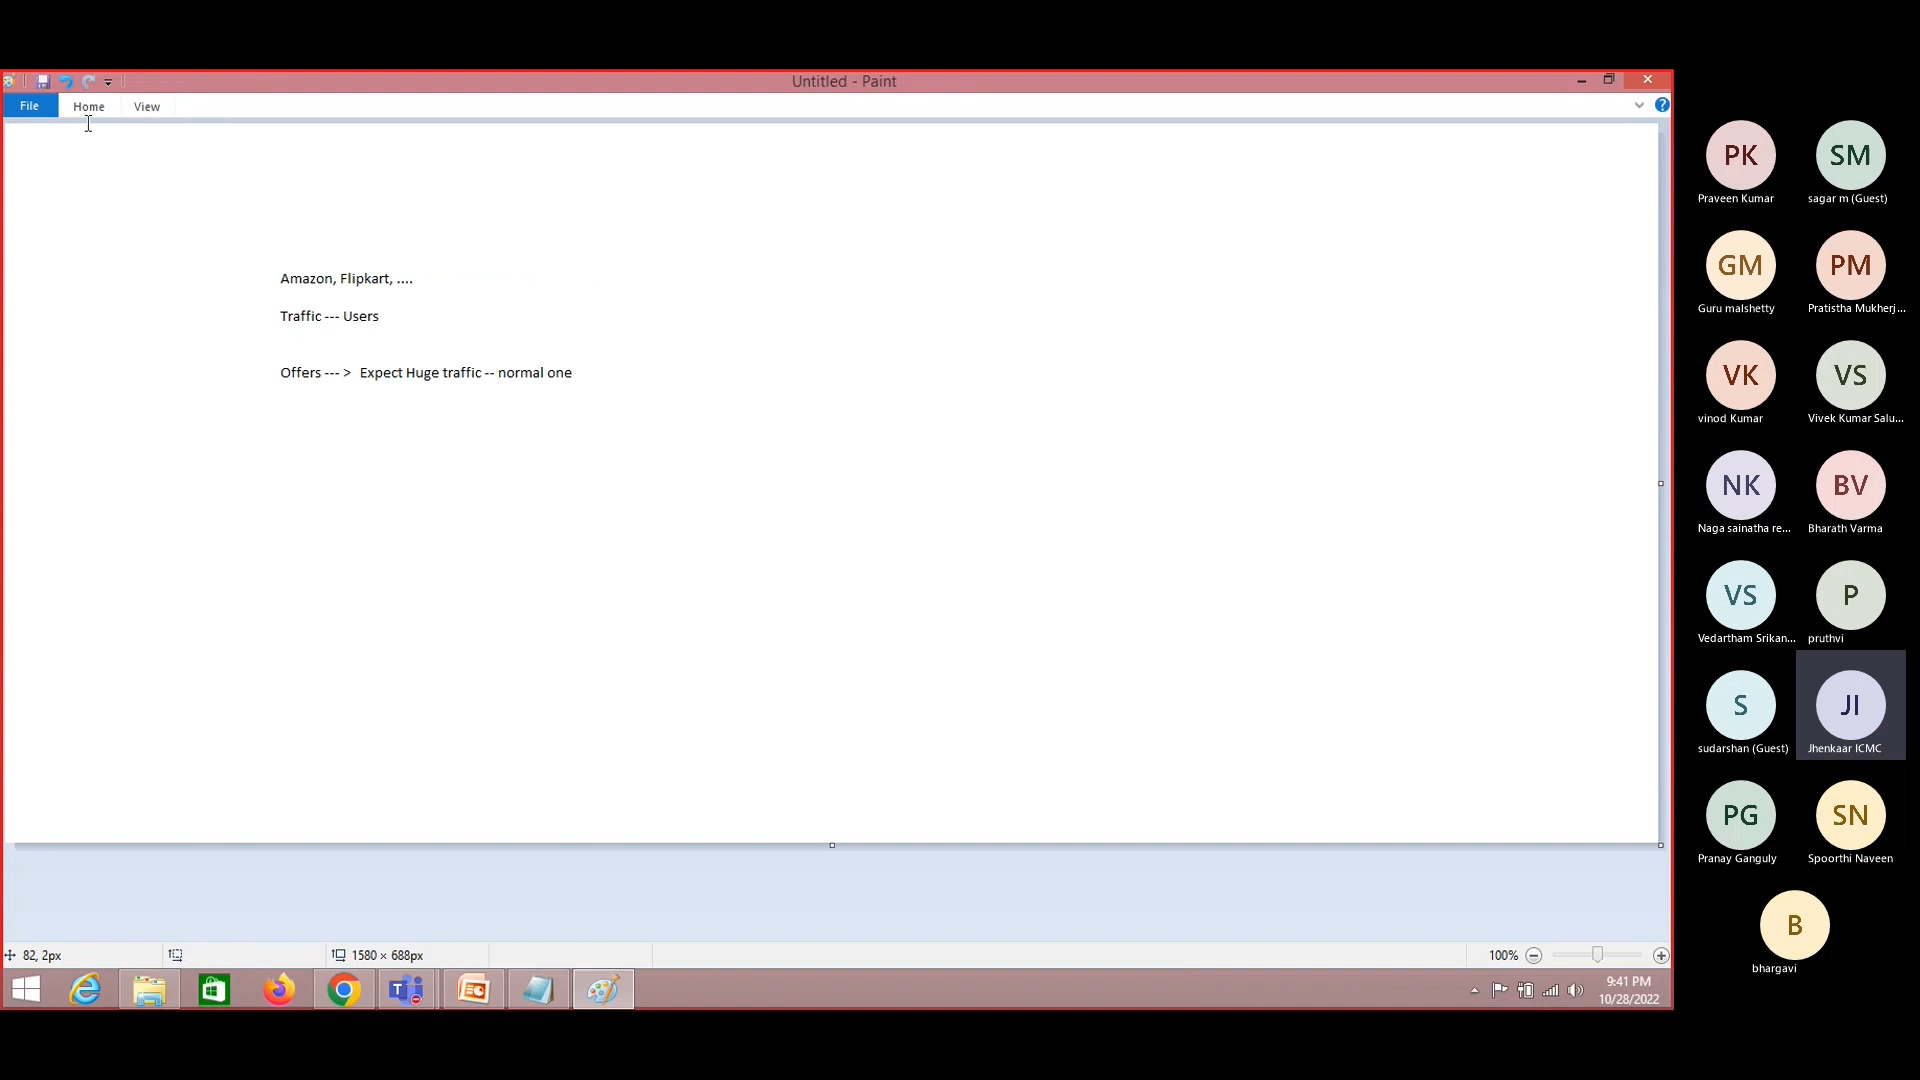 Untitled - Paint
File
Home
View
Amazon, Flipkart, ....
Traffic --- Users
Offers --- >  Expect Huge traffic -- normal one
82, 2px
1580 × 688px
100%
9:41 PM
10/28/2022
PK
Praveen Kumar
SM
sagar m (Guest)
GM
Guru malshetty
PM
Pratistha Mukherj...
VK
vinod Kumar
VS
Vivek Kumar Salu...
NK
Naga sainatha re...
BV
Bharath Varma
VS
Vedartham Srikan...
P
pruthvi
S
sudarshan (Guest)
JI
Jhenkaar ICMC
PG
Pranay Ganguly
SN
Spoorthi Naveen
B
bhargavi